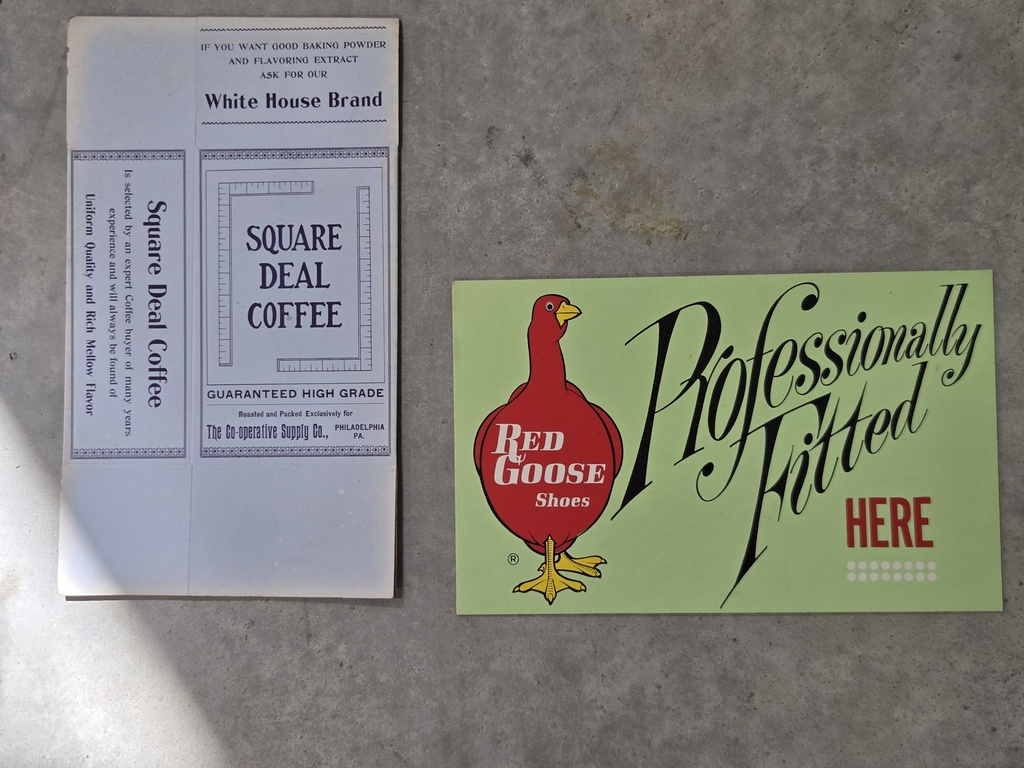 IF YOU WANT GOOD BAKING POWDER
AND FLAVORING EXTRACT
ASK FOR OUR
White House Brand
Square Deal Coffee
Is selected by an expert Coffee buyer of many years
experience and will always be found of
Uniform Quality and Rich Mellow Flavor
SQUARE
DEAL
COFFEE
GUARANTEED HIGH GRADE
Roasted and Packed Exclusively for
The Co-operative Supply Co., PHILADELPHIA
PA.
RED
GOOSE
Shoes
®
Professionally
Fitted
HERE